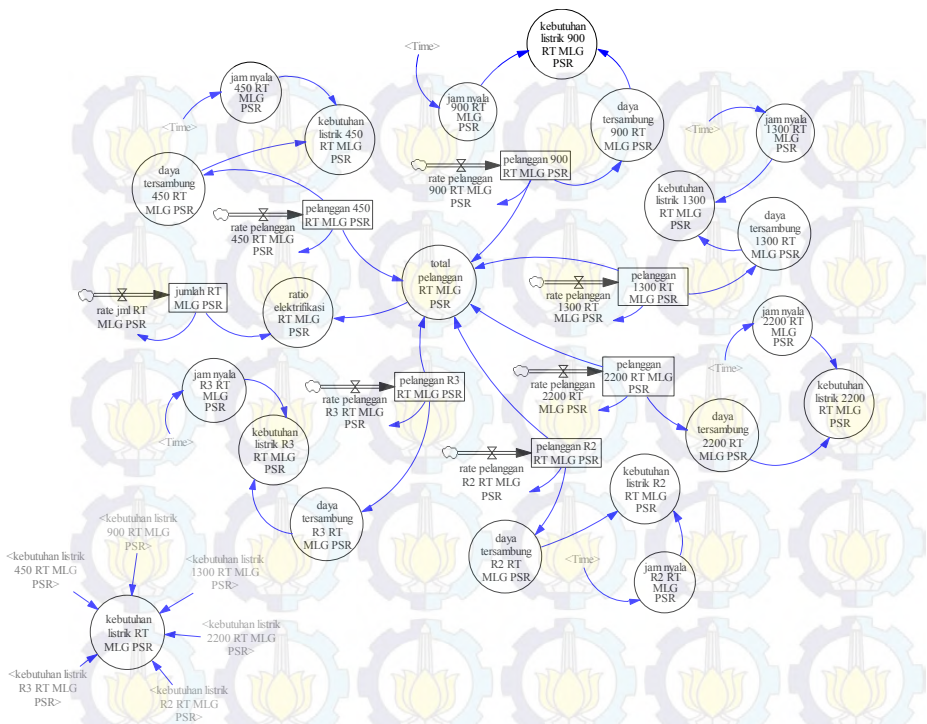 <Time>
kebutuhan
listrik 900
RT MLG
PSR
jam nyala
450 RT
MLG
PSR
jam nyala
900 RT
MLG
PSR
<Time>
kebutuhan
listrik 450
RT MLG
PSR
daya
tersambung
900 RT
MLG PSR
<Time>
jam nyala
1300 RT
MLG
PSR
daya
tersambung
450 RT
MLG PSR
pelanggan 900
RT MLG PSR
rate pelanggan
900 RT MLG
PSR
kebutuhan
listrik 1300
RT MLG
PSR
pelanggan 450
RT MLG PSR
rate pelanggan
450 RT MLG
PSR
daya
tersambung
1300 RT
MLG PSR
total
pelanggan
RT MLG
PSR
pelanggan
1300 RT MLG
PSR
rate pelanggan
1300 RT MLG
PSR
jumlah RT
MLG PSR
rate jml RT
MLG PSR
ratio
elektrifikasi
RT MLG
PSR
jam nyala
2200 RT
MLG
PSR
<Time>
jam nyala
R3 RT
MLG
PSR
<Time>
pelanggan R3
RT MLG PSR
rate pelanggan
R3 RT MLG
PSR
pelanggan
2200 RT MLG
PSR
rate pelanggan
2200 RT MLG
PSR
kebutuhan
listrik 2200
RT MLG
PSR
kebutuhan
listrik R3
RT MLG
PSR
daya
tersambung
2200 RT
MLG PSR
pelanggan R2
RT MLG PSR
rate pelanggan
R2 RT MLG
PSR
kebutuhan
listrik R2
RT MLG
PSR
daya
tersambung
R3 RT
MLG PSR
daya
tersambung
R2 RT
MLG PSR
<Time>
jam nyala
R2 RT
MLG
PSR
<kebutuhan listrik
900 RT MLG
PSR>
<kebutuhan listrik
450 RT MLG
PSR>
<kebutuhan listrik
1300 RT MLG
PSR>
kebutuhan
listrik RT
MLG PSR
<kebutuhan listrik
2200 RT MLG
PSR>
<kebutuhan listrik
R3 RT MLG
PSR>
<kebutuhan listrik
R2 RT MLG
PSR>